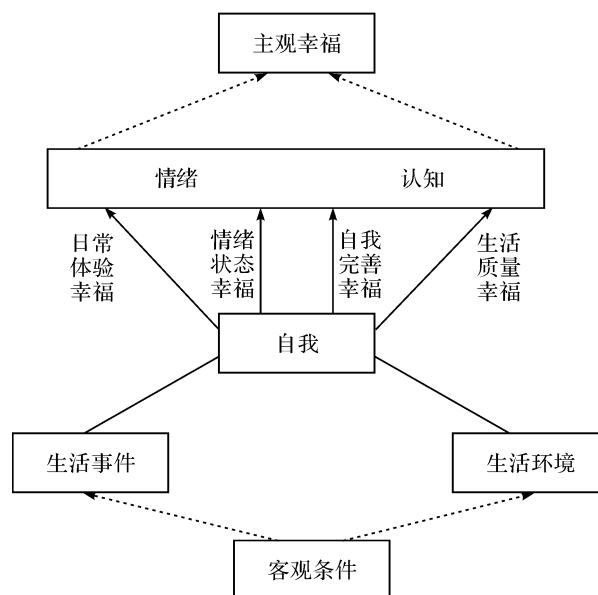 主观幸福
情绪
认知
日常
体验
幸福
情绪
状态
幸福
自我
完善
幸福
生活
质量
幸福
自我
生活事件
生活环境
客观条件